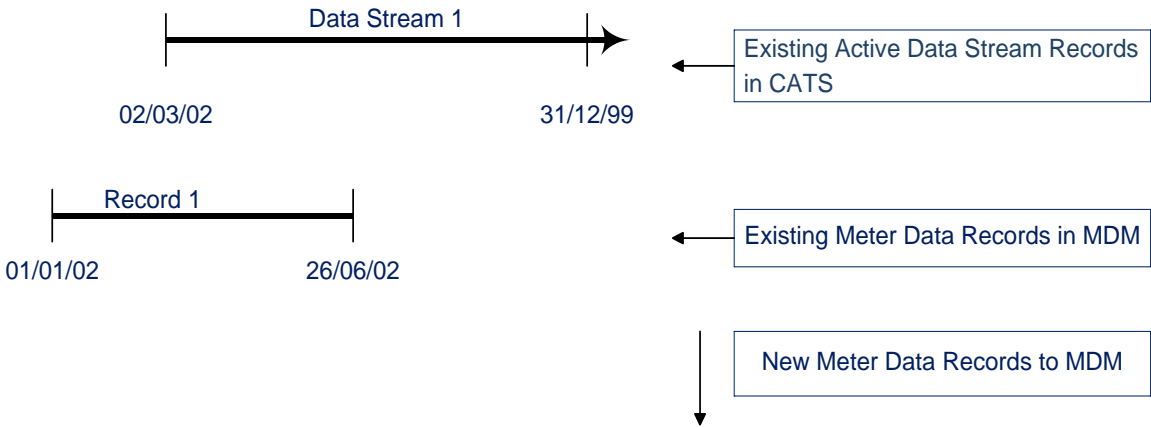 Data Stream 1
Existing Active Data Stream Records
in CATS
02/03/02
31/12/99
Record 1
Existing Meter Data Records in MDM
01/01/02
26/06/02
New Meter Data Records to MDM